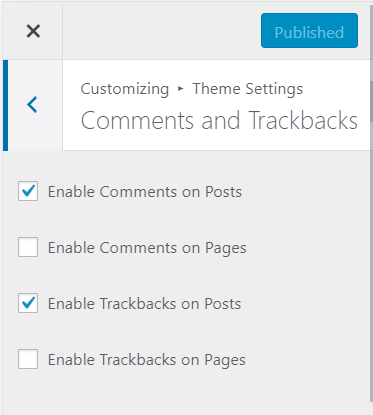 Published
Customizing ▸ Theme Settings
Comments and Trackbacks
Enable Comments on Posts
Enable Comments on Pages
Enable Trackbacks on Posts
Enable Trackbacks on Pages